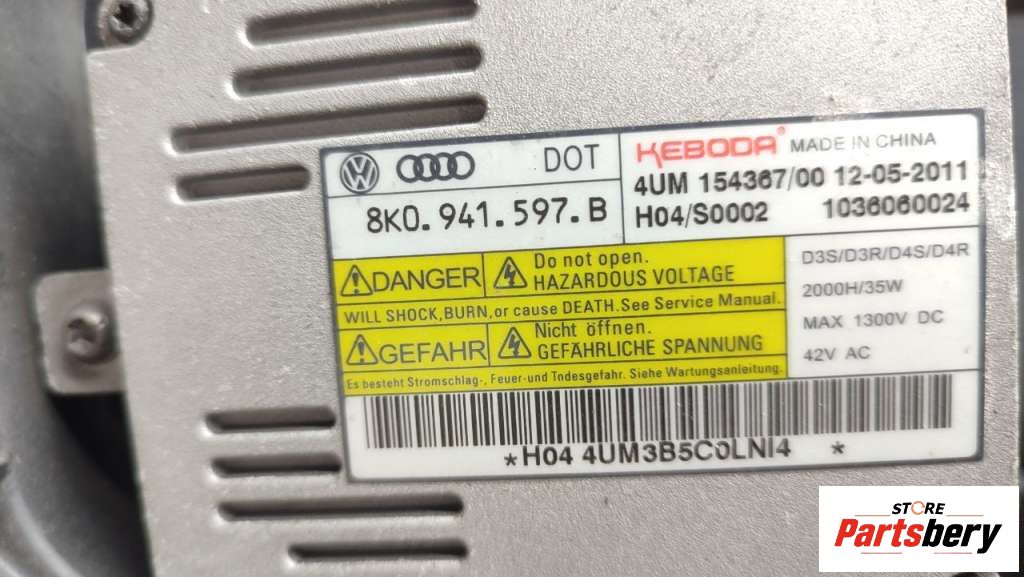 DOT
8K0.941.597.B
KEBODA® MADE IN CHINA
4UM 154367/00 12-05-2011
H04/S0002 1036060024
DANGER
Do not open.
HAZARDOUS VOLTAGE
WILL SHOCK,BURN,or cause DEATH.See Service Manual.
GEFAHR
Nicht öffnen.
GEFÄHRLICHE SPANNUNG
Es besteht Stromschlag-, Feuer-und Todesgefahr. Siehe Wartungsanleitung.
D3S/D3R/D4S/D4R
2000H/35W
MAX 1300V DC
42V AC
*H04 4UM3B5C0LNI4 *
STORE
Partsbery